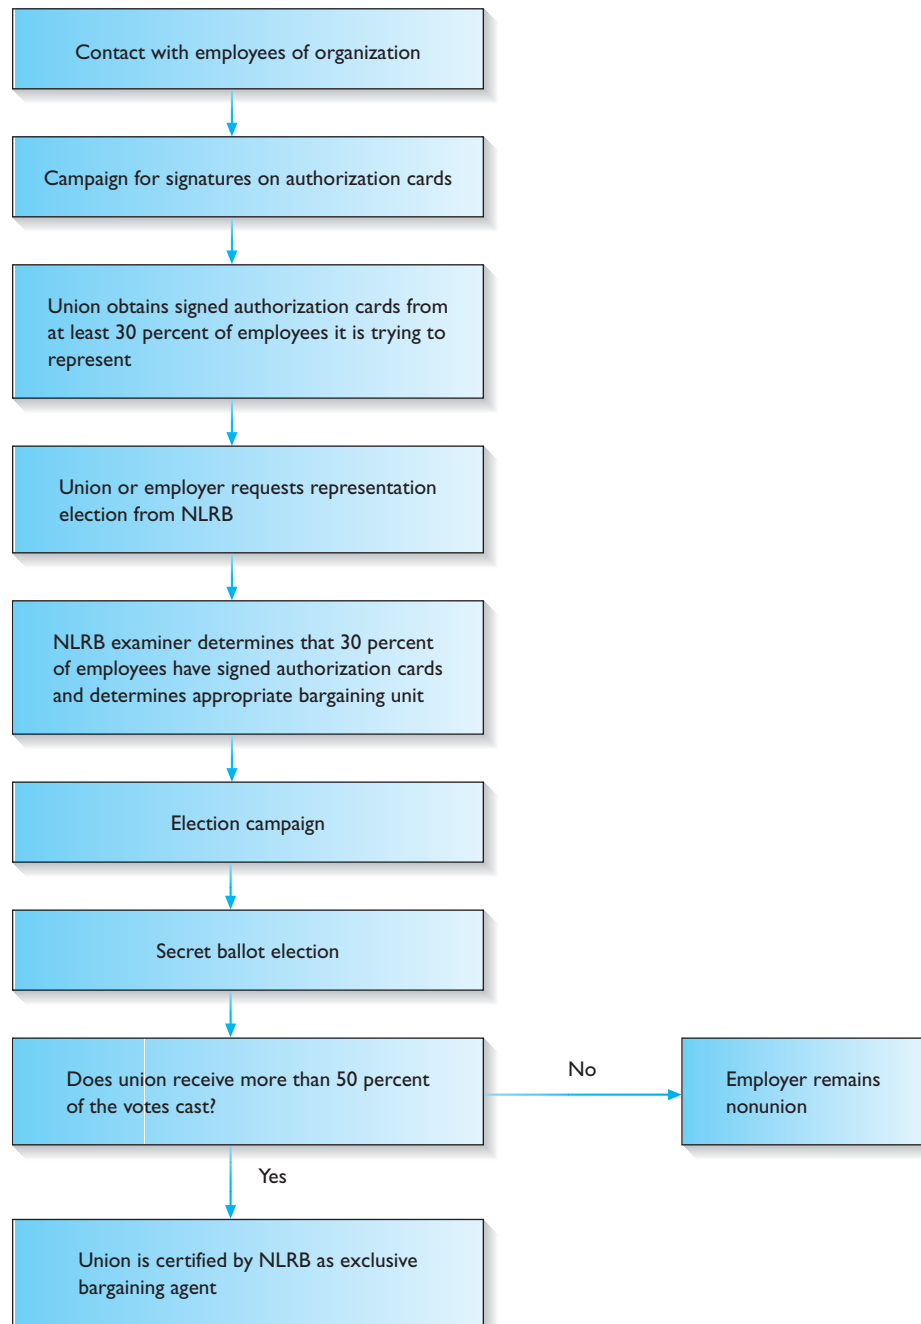 Contact with employees of organization
Campaign for signatures on authorization cards
Union obtains signed authorization cards from
at least 30 percent of employees it is trying to
represent
Union or employer requests representation
election from NLRB
NLRB examiner determines that 30 percent
of employees have signed authorization cards
and determines appropriate bargaining unit
Election campaign
Secret ballot election
Does union receive more than 50 percent
of the votes cast?
No
Employer remains
nonunion
Yes
Union is certified by NLRB as exclusive
bargaining agent